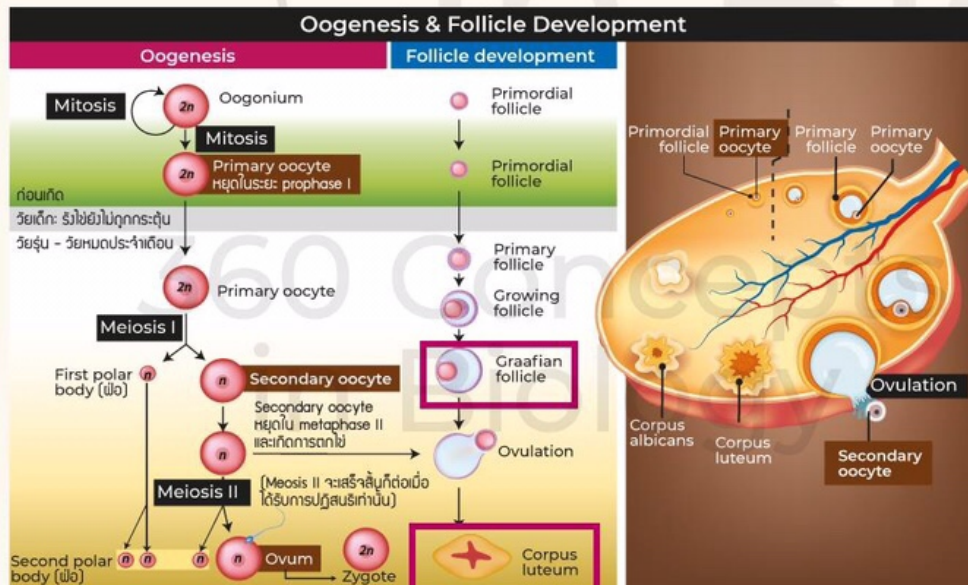 Oogenesis & Follicle Development
Oogenesis
Follicle development
Mitosis
2n
Oogonium
Mitosis
2n
Primary oocyte
หยุดในระยะ prophase I
ก่อนเกิด
วัยเด็ก: รังไข่ยังไม่ถูกกระตุ้น
วัยรุ่น - วัยหมดประจำเดือน
2n
Primary oocyte
Meiosis I
First polar
body (ฝ่อ)
n
n
Secondary oocyte
Secondary oocyte
หยุดใน metaphase II
และเกิดการตกไข่
n
Meiosis II
(Meosis II จะเสร็จสิ้นก็ต่อเมื่อ
ได้รับการปฏิสนธิเท่านั้น)
Second polar
body (ฝ่อ)
n
n
n
n
Ovum
2n
Zygote
Primordial
follicle
Primordial
follicle
Primary
follicle
Growing
follicle
Graafian
follicle
Ovulation
Corpus
luteum
Primordial
follicle
Primary
oocyte
Primary
follicle
Primary
oocyte
Ovulation
Corpus
albicans
Corpus
luteum
Secondary
oocyte
360 Concepts
in Biology